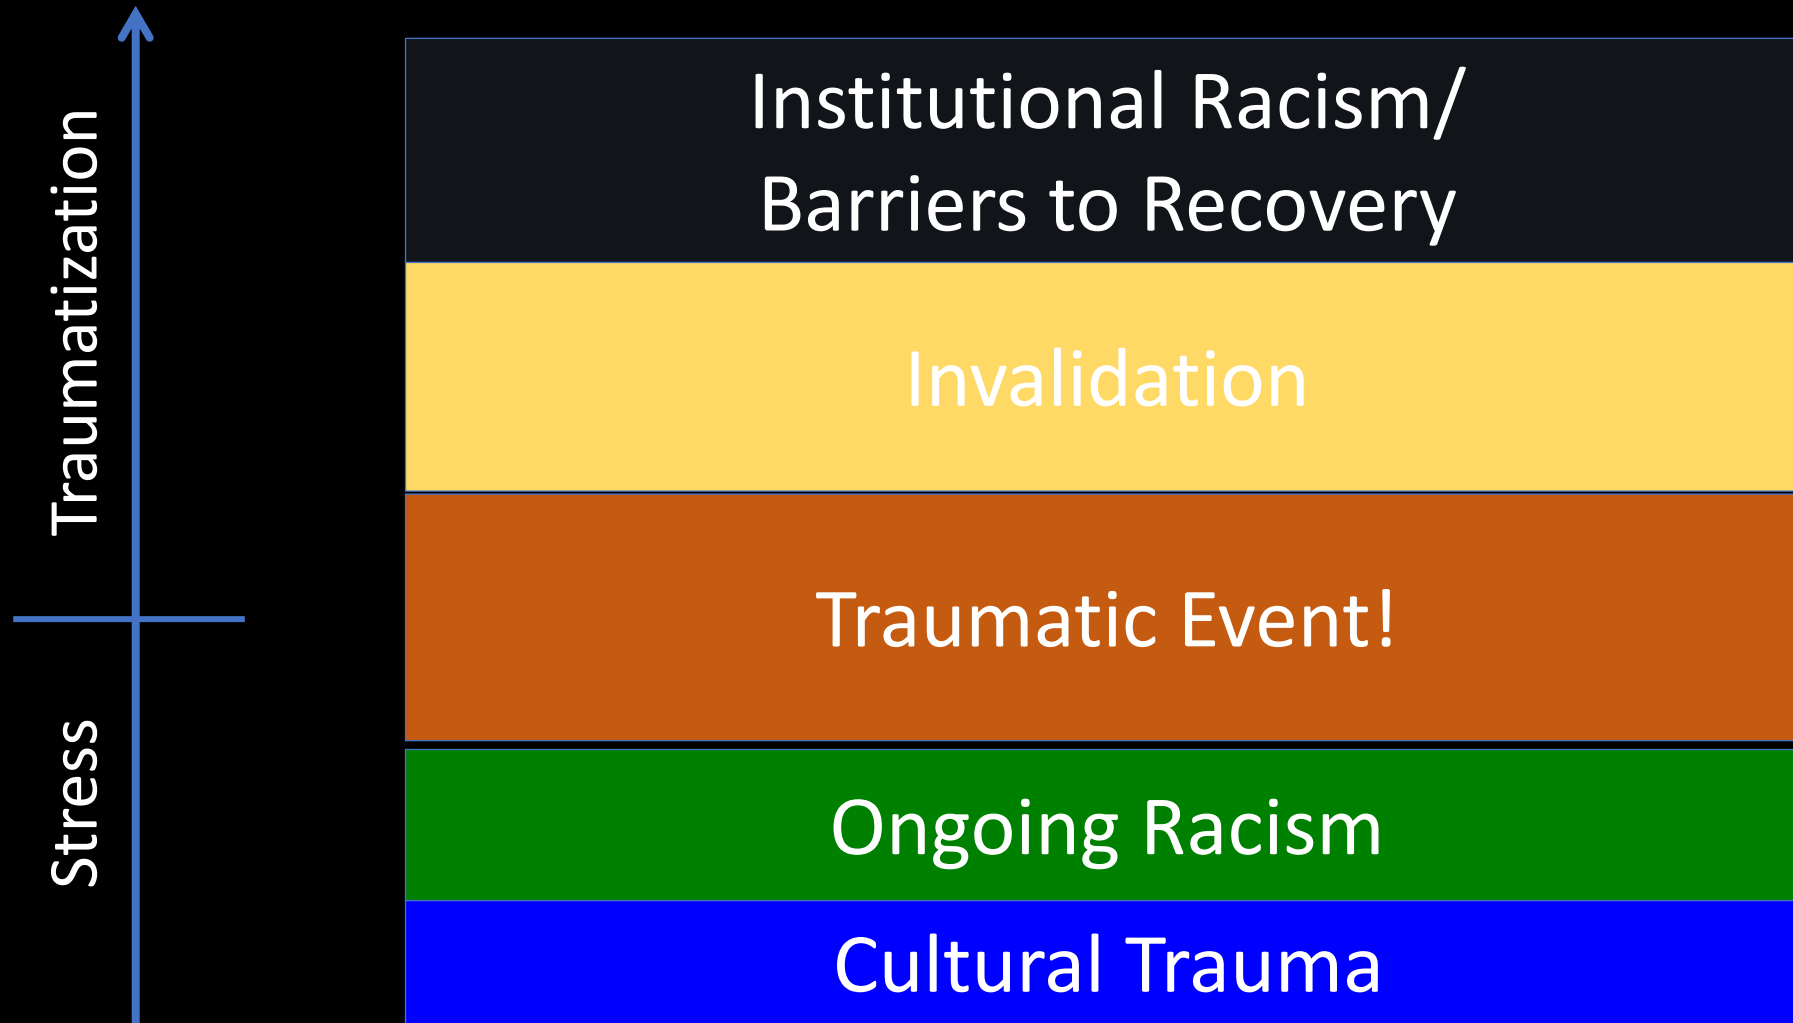 Traumatization
Stress
Institutional Racism/
Barriers to Recovery
Invalidation
Traumatic Event!
Ongoing Racism
Cultural Trauma